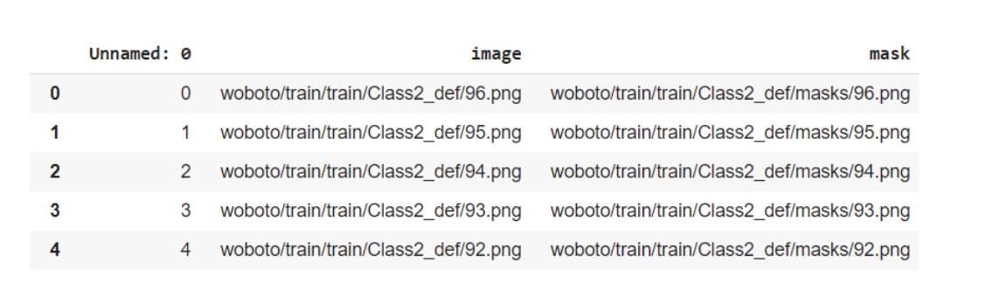 Unnamed: 0 image mask
0 0 woboto/train/train/Class2_def/96.png woboto/train/train/Class2_def/masks/96.png
1 1 woboto/train/train/Class2_def/95.png woboto/train/train/Class2_def/masks/95.png
2 2 woboto/train/train/Class2_def/94.png woboto/train/train/Class2_def/masks/94.png
3 3 woboto/train/train/Class2_def/93.png woboto/train/train/Class2_def/masks/93.png
4 4 woboto/train/train/Class2_def/92.png woboto/train/train/Class2_def/masks/92.png